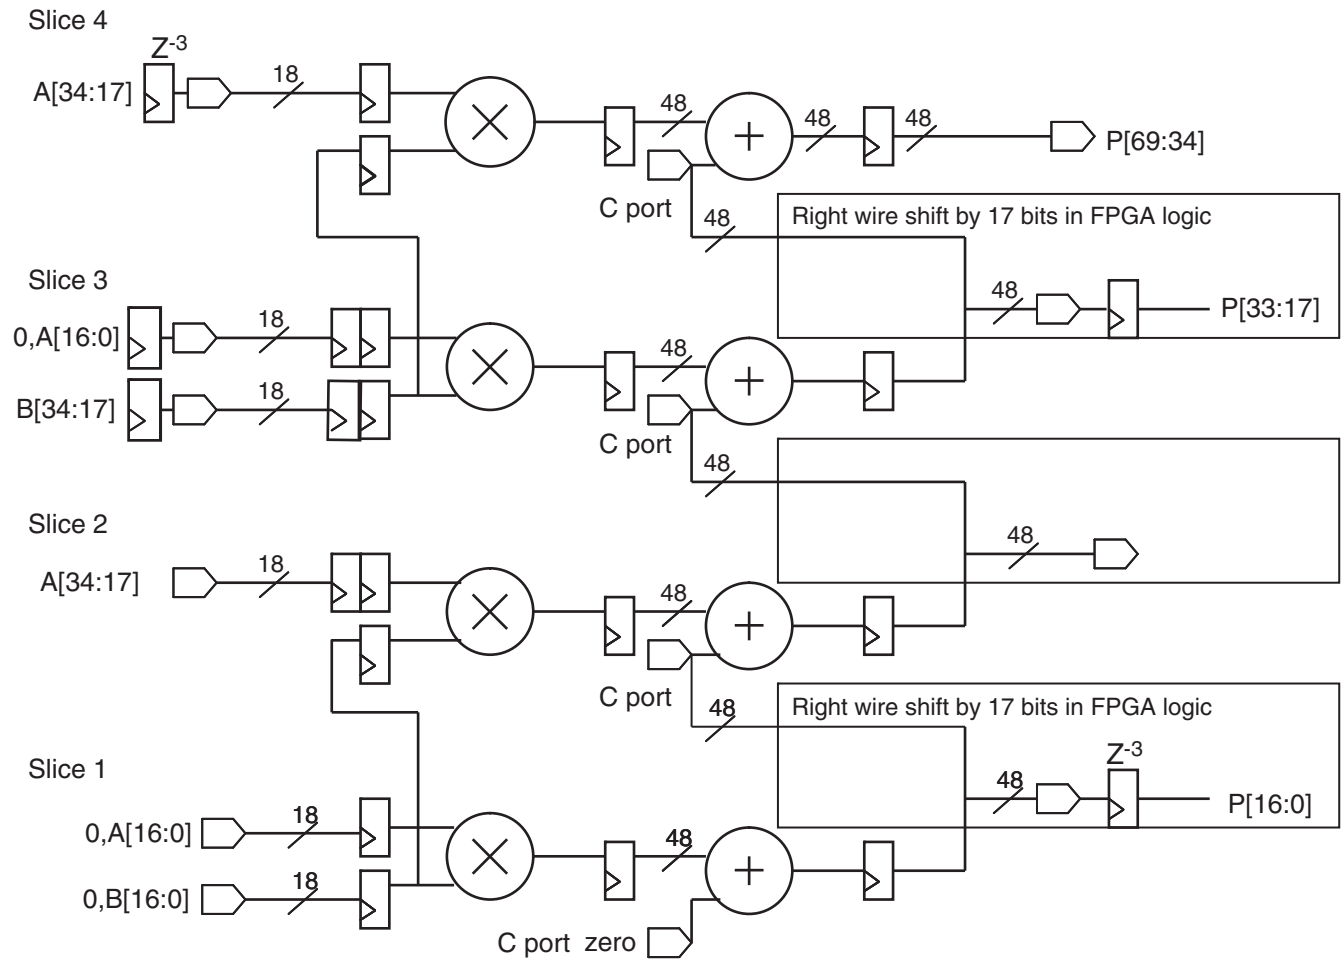 Slice 4
Z-3
A[34:17]
18
48
48
48
P[69:34]
C port
48
Right wire shift by 17 bits in FPGA logic
Slice 3
0,A[16:0]
18
48
48
P[33:17]
B[34:17]
18
C port
48
Slice 2
A[34:17]
18
48
48
C port
48
Right wire shift by 17 bits in FPGA logic
Z-3
Slice 1
0,A[16:0]
18
48
48
P[16:0]
0,B[16:0]
18
C port zero